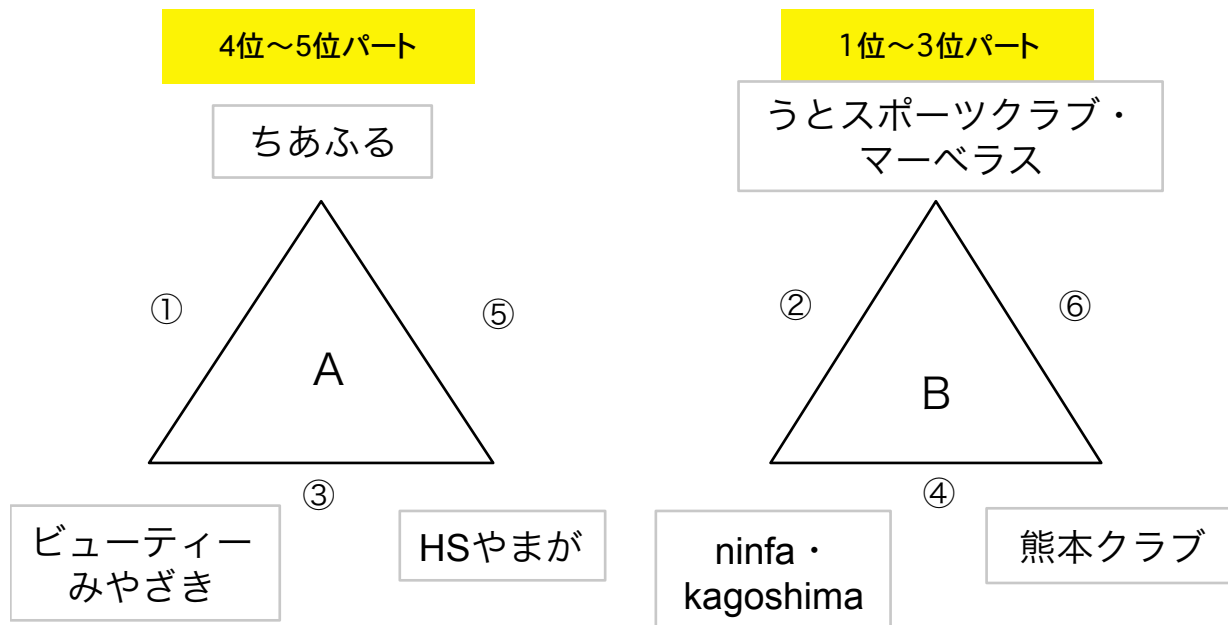 4位～5位パート
ちあふる
①
⑤
A
③
ビューティー
みやざき
HSやまが
1位～3位パート
うとスポーツクラブ・
マーベラス
②
⑥
B
④
ninfa・
kagoshima
熊本クラブ